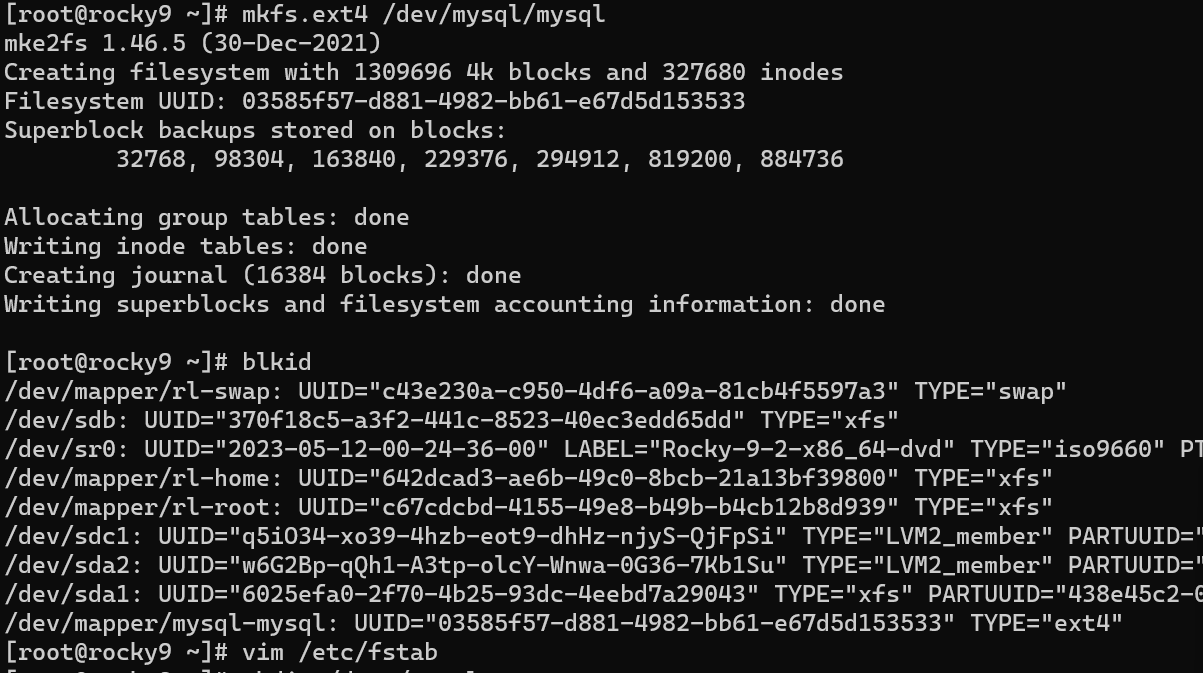 [root@rocky9 ~]# mkfs.ext4 /dev/mysql/mysql
mke2fs 1.46.5 (30-Dec-2021)
Creating filesystem with 1309696 4k blocks and 327680 inodes
Filesystem UUID: 03585f57-d881-4982-bb61-e67d5d153533
Superblock backups stored on blocks:
        32768, 98304, 163840, 229376, 294912, 819200, 884736

Allocating group tables: done
Writing inode tables: done
Creating journal (16384 blocks): done
Writing superblocks and filesystem accounting information: done

[root@rocky9 ~]# blkid
/dev/mapper/rl-swap: UUID="c43e230a-c950-4df6-a09a-81cb4f5597a3" TYPE="swap"
/dev/sdb: UUID="370f18c5-a3f2-441c-8523-40ec3edd65dd" TYPE="xfs"
/dev/sr0: UUID="2023-05-12-00-24-36-00" LABEL="Rocky-9-2-x86_64-dvd" TYPE="iso9660" PT
/dev/mapper/rl-home: UUID="642dcad3-ae6b-49c0-8bcb-21a13bf39800" TYPE="xfs"
/dev/mapper/rl-root: UUID="c67cdcbd-4155-49e8-b49b-b4cb12b8d939" TYPE="xfs"
/dev/sdc1: UUID="q5iO34-xo39-4hzb-eot9-dhHz-njyS-QjFpSi" TYPE="LVM2_member" PARTUUID="
/dev/sda2: UUID="w6G2Bp-qQh1-A3tp-olcY-Wnwa-0G36-7Kb1Su" TYPE="LVM2_member" PARTUUID="
/dev/sda1: UUID="6025efa0-2f70-4b25-93dc-4eebd7a29043" TYPE="xfs" PARTUUID="438e45c2-0
/dev/mapper/mysql-mysql: UUID="03585f57-d881-4982-bb61-e67d5d153533" TYPE="ext4"
[root@rocky9 ~]# vim /etc/fstab